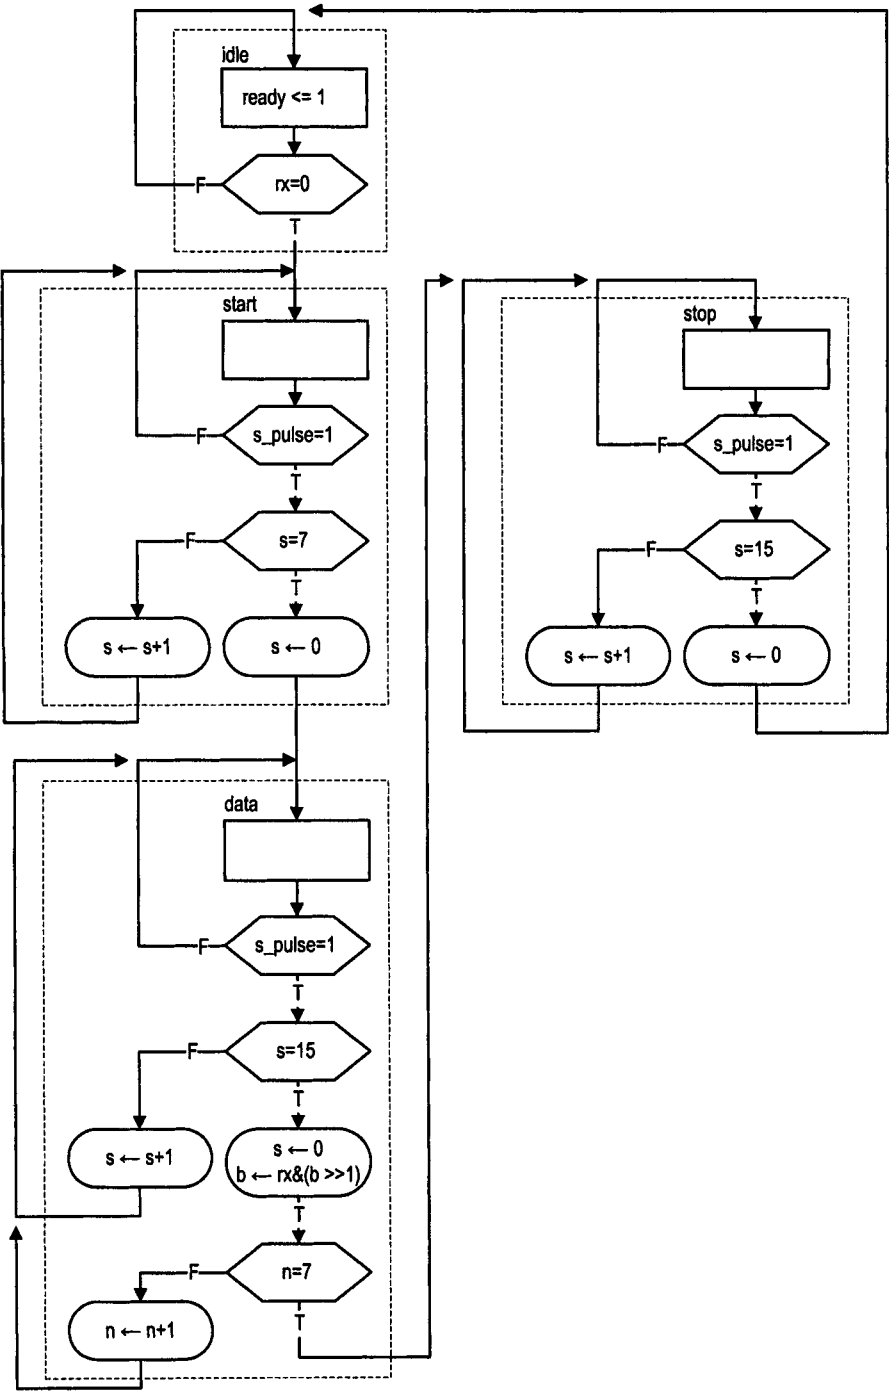 idle
ready <= 1
F
rx=0
T
start
s_pulse=1
F
T
s=7
F
T
s ← s+1
s ← 0
data
s_pulse=1
F
T
s=15
F
T
s ← s+1
s ← 0
b ← rx&(b >>1)
T
n=7
F
T
n ← n+1
stop
s_pulse=1
F
T
s=15
F
T
s ← s+1
s ← 0